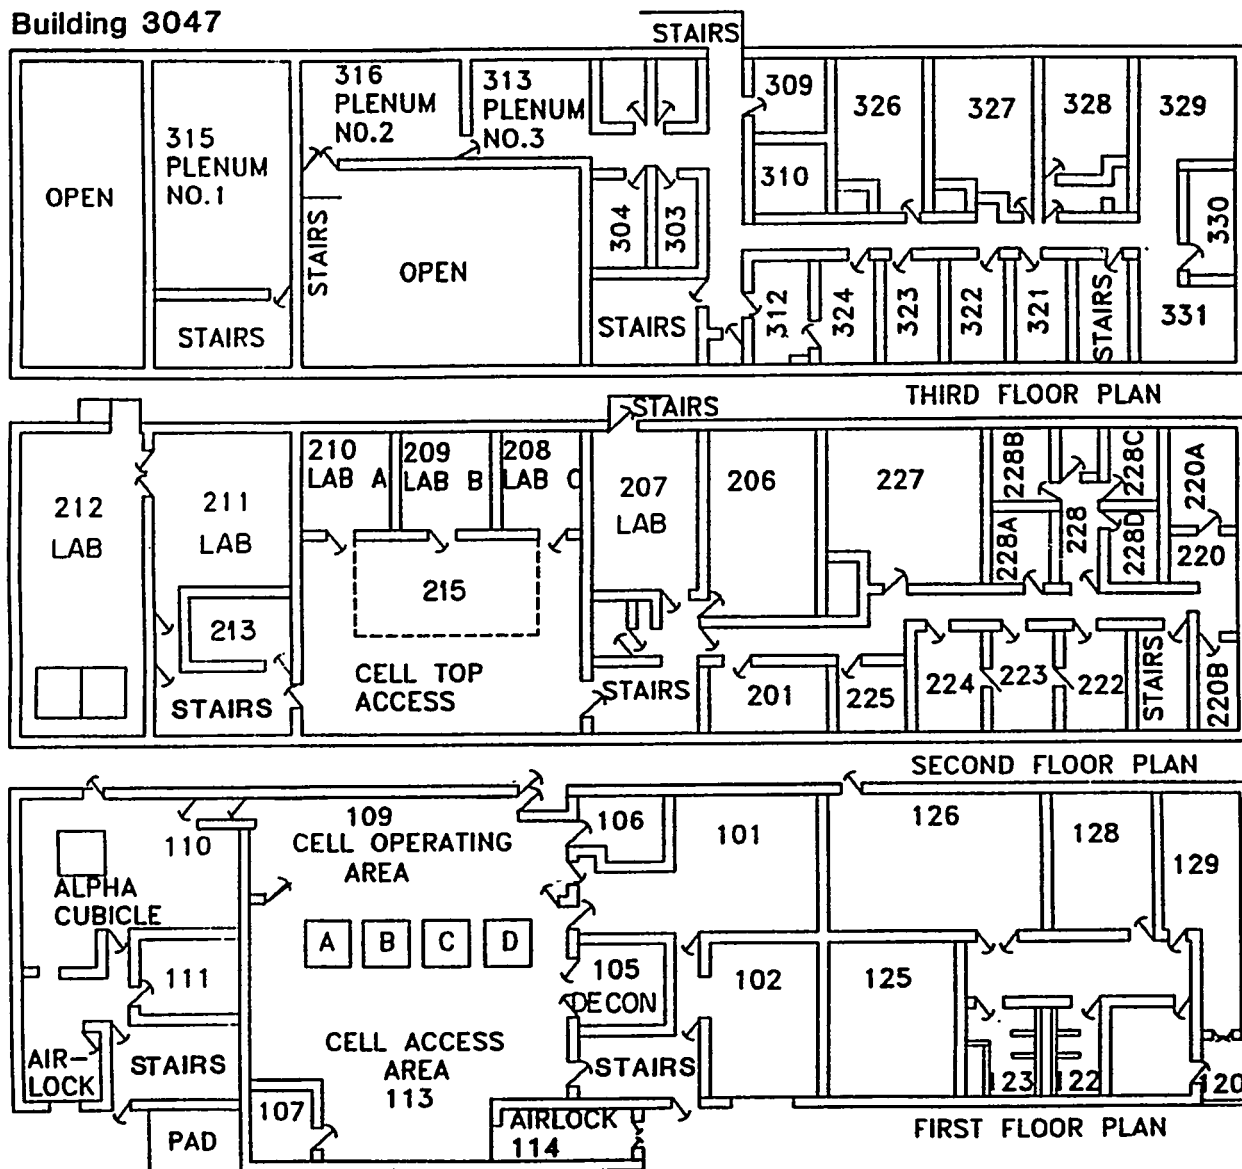 Building 3047
STAIRS
316
PLENUM
NO.2
313
PLENUM
NO.3
309
326
327
328
329
315
PLENUM
NO.1
OPEN
310
304
303
330
STAIRS
OPEN
STAIRS
STAIRS
312
324
323
322
321
STAIRS
331
THIRD FLOOR PLAN
STAIRS
210
LAB A
209
LAB B
208
LAB C
207
LAB
206
227
228B
228C
220A
212
LAB
211
LAB
228A
228
228D
220
215
213
CELL TOP
ACCESS
STAIRS
STAIRS
201
225
224
223
222
STAIRS
220B
SECOND FLOOR PLAN
109
CELL OPERATING
AREA
110
106
101
126
128
129
ALPHA
CUBICLE
A
B
C
D
111
105
DECON
102
125
AIR-
LOCK
STAIRS
CELL ACCESS
AREA
113
STAIRS
123
122
120
107
AIRLOCK
114
PAD
FIRST FLOOR PLAN